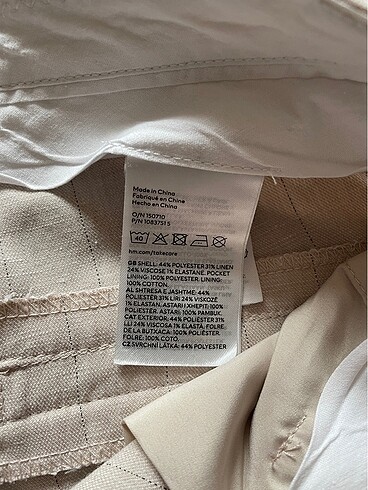 Made in China
Fabriqué en Chine
Hecho en China
O/N 150710
P/N 1083751 5
40
hm.com/takecare
GB SHELL: 44% POLYESTER 31% LINEN
24% VISCOSE 1% ELASTANE. POCKET
LINING: 100% POLYESTER. LINING:
100% COTTON.
AL SHTRESA E JASHTME: 44%
POLIESTËR 31% LIRI 24% VISKOZË
1% ELASTAN. ASTARI I XHEPIT: 100%
POLIESTËR. ASTARI: 100% PAMBUK.
CAT EXTERIOR: 44% POLIÈSTER 31%
LLI 24% VISCOSA 1% ELASTÀ. FOLRE
DE LA BUTXACA: 100% POLIÈSTER.
FOLRE: 100% COTÓ.
CZ SVRCHNÍ LÁTKA: 44% POLYESTER